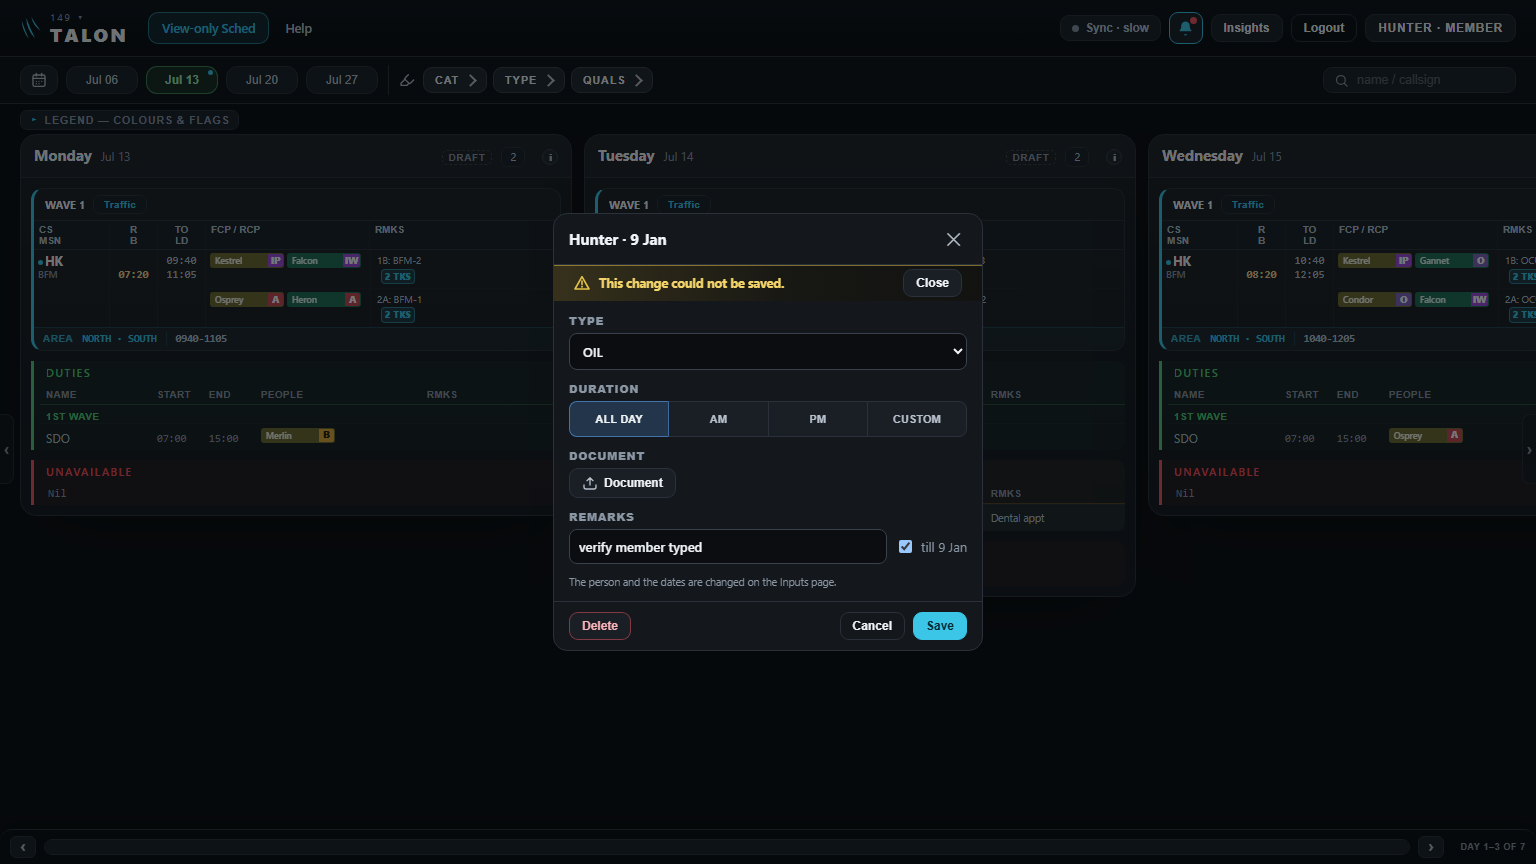 149
TALON
View-only Sched
Help
Sync · slow
Insights
Logout
HUNTER · MEMBER
Jul 06
Jul 13
Jul 20
Jul 27
CAT
TYPE
QUALS
name / callsign
LEGEND — COLOURS & FLAGS
Monday Jul 13
DRAFT 2 i
WAVE 1 Traffic
CS R TO FCP / RCP RMKS
MSN B LD
HK 09:40 Kestrel IP Falcon IW 1B: BFM-2
BFM 07:20 11:05 2 TKS
Osprey A Heron A 2A: BFM-1
2 TKS
AREA NORTH · SOUTH 0940-1105
DUTIES
NAME START END PEOPLE RMKS
1ST WAVE
SDO 07:00 15:00 Merlin B
UNAVAILABLE
Nil
Tuesday Jul 14
DRAFT 2 i
WAVE 1 Traffic
RMKS
RMKS
Dental appt
Wednesday Jul 15
WAVE 1 Traffic
CS R TO FCP / RCP RMKS
MSN B LD
HK 10:40 Kestrel IP Gannet O 1B: OCU
BFM 08:20 12:05 2 TKS
Condor O Falcon IW 2A: OC
2 TKS
AREA NORTH · SOUTH 1040-1205
DUTIES
NAME START END PEOPLE
1ST WAVE
SDO 07:00 15:00 Osprey A
UNAVAILABLE
Nil
Hunter · 9 Jan
This change could not be saved.
Close
TYPE
OIL
DURATION
ALL DAY AM PM CUSTOM
DOCUMENT
Document
REMARKS
verify member typed
till 9 Jan
The person and the dates are changed on the Inputs page.
Delete
Cancel
Save
DAY 1–3 OF 7